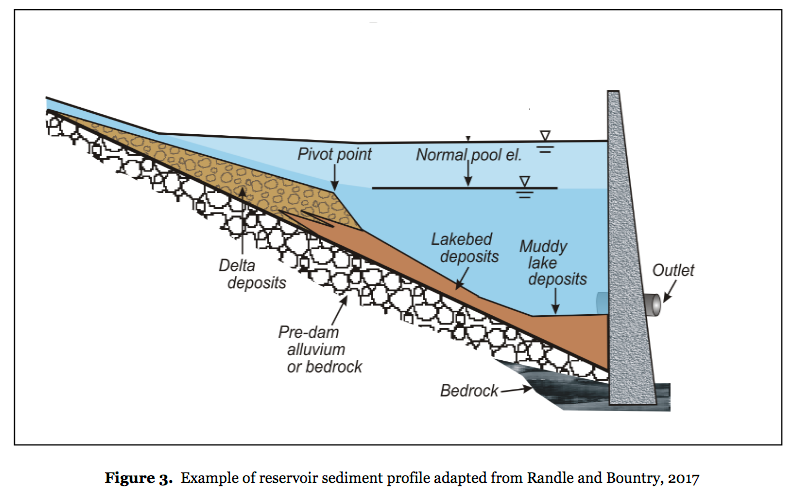 Pivot point
Normal pool el.
Lakebed
deposits
Muddy
lake
deposits
Outlet
Delta
deposits
Pre-dam
alluvium
or bedrock
Bedrock
Figure 3. Example of reservoir sediment profile adapted from Randle and Bountry, 2017